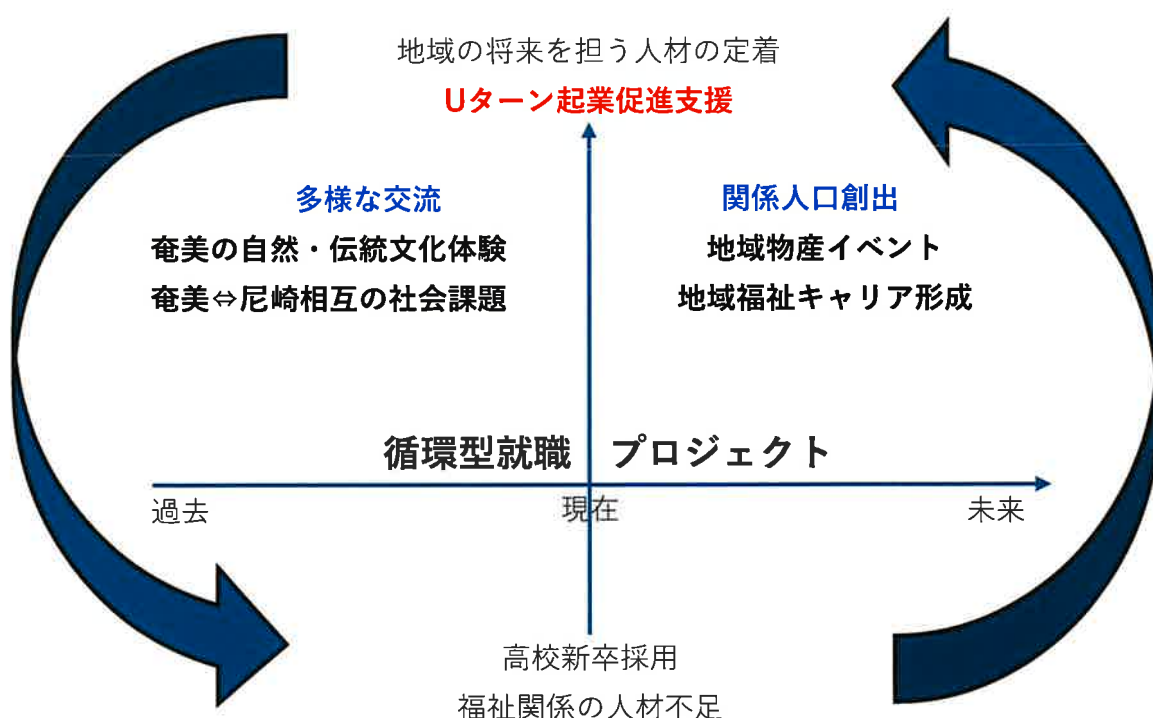 地域の将来を担う人材の定着
Uターン起業促進支援
多様な交流
奄美の自然・伝統文化体験
奄美⇔尼崎相互の社会課題
関係人口創出
地域物産イベント
地域福祉キャリア形成
循環型就職 プロジェクト
過去
現在
未来
高校新卒採用
福祉関係の人材不足